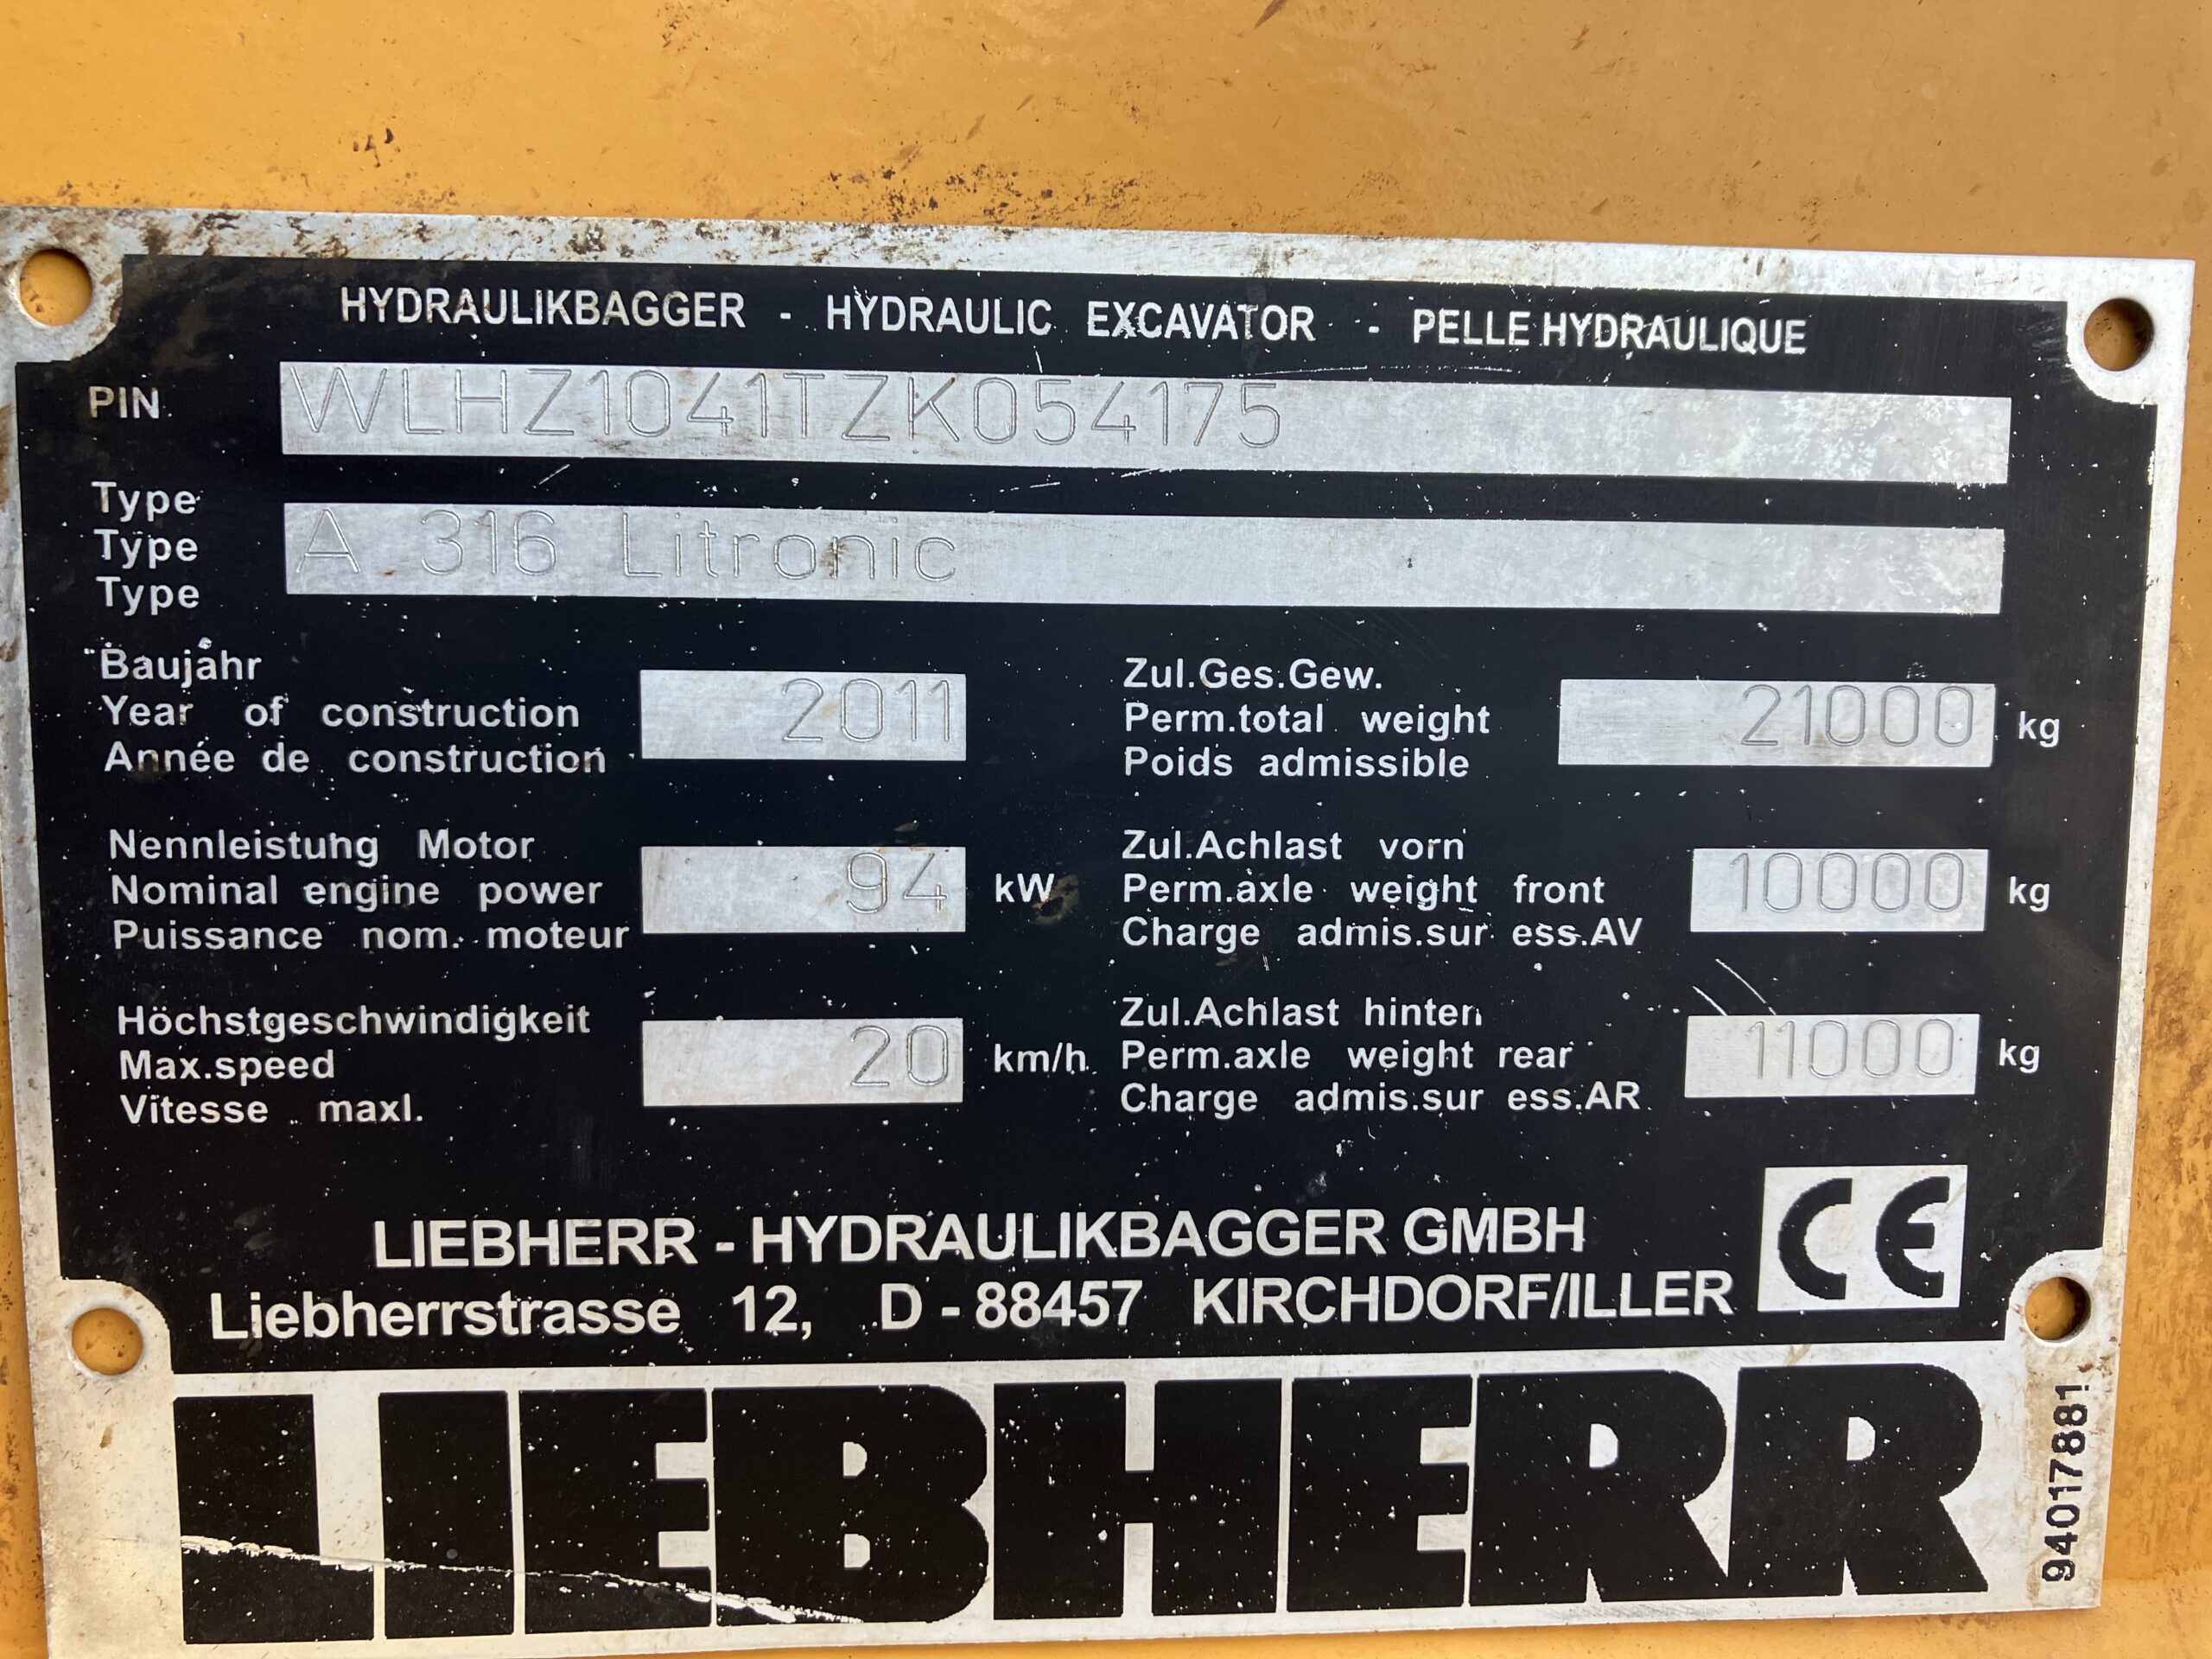 HYDRAULIKBAGGER - HYDRAULIC EXCAVATOR - PELLE HYDRAULIQUE
PIN WLHZ1041TZK054175
Type
Type A 316 Litronic
Type
Baujahr
Year of construction 2011
Année de construction
Zul.Ges.Gew.
Perm.total weight 21000 kg
Poids admissible
Nennleistung Motor
Nominal engine power 94 kW
Puissance nom. moteur
Zul.Achlast vorn
Perm.axle weight front 10000 kg
Charge admis.sur ess.AV
Höchstgeschwindigkeit
Max.speed 20 km/h
Vitesse maxl.
Zul.Achlast hinten
Perm.axle weight rear 11000 kg
Charge admis.sur ess.AR
LIEBHERR - HYDRAULIKBAGGER GMBH
Liebherrstrasse 12, D - 88457 KIRCHDORF/ILLER
CE
LIEBHERR
94017881